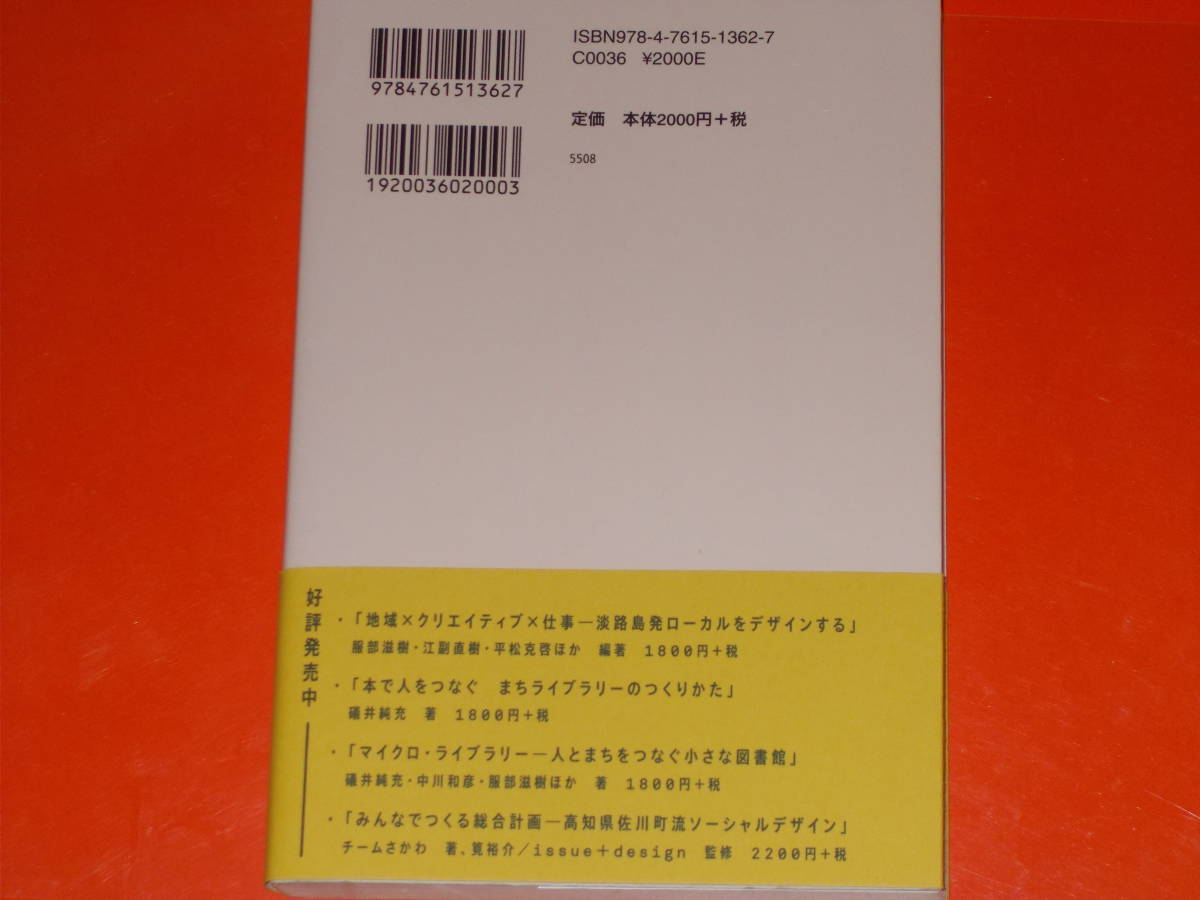 ISBN978-4-7615-1362-7
C0036 ¥2000E
9784761513627
定価 本体2000円+税
5508
1920036020003
好評発売中
・「地域×クリエイティブ×仕事―淡路島発ローカルをデザインする」
服部滋樹・江副直樹・平松克啓ほか 編著 1800円+税
・「本で人をつなぐ まちライブラリーのつくりかた」
礒井純充 著 1800円+税
・「マイクロ・ライブラリー―人とまちをつなぐ小さな図書館」
礒井純充・中川和彦・服部滋樹ほか 著 1800円+税
・「みんなでつくる総合計画―高知県佐川町流ソーシャルデザイン」
チームさかわ 著、筧裕介/issue+design 監修 2200円+税